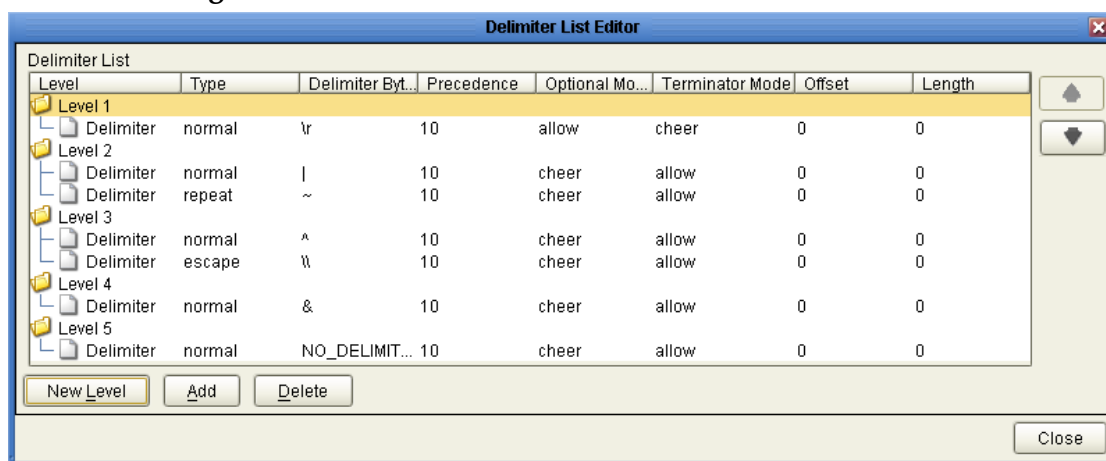 Delimiter List Editor
Delimiter List
Level Type Delimiter Byt... Precedence Optional Mo... Terminator Mode Offset Length
Level 1
Delimiter normal \r 10 allow cheer 0 0
Level 2
Delimiter normal | 10 cheer allow 0 0
Delimiter repeat ~ 10 cheer allow 0 0
Level 3
Delimiter normal ^ 10 cheer allow 0 0
Delimiter escape \\ 10 cheer allow 0 0
Level 4
Delimiter normal & 10 cheer allow 0 0
Level 5
Delimiter normal NO_DELIMIT... 10 cheer allow 0 0
New Level Add Delete
Close